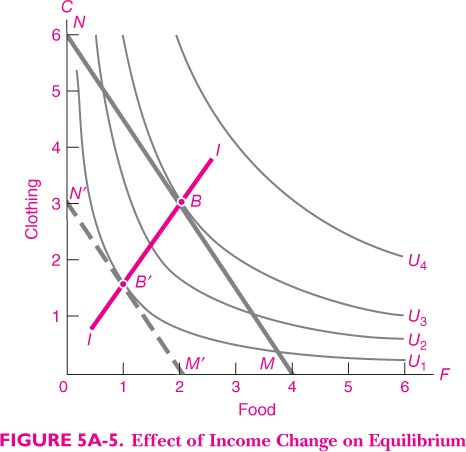 C
N
6
5
I
4
Clothing
N′
3
B
2
U4
B′
1
U3
U2
I
M′
M
U1
F
0
1
2
3
4
5
6
Food
FIGURE 5A-5. Effect of Income Change on Equilibrium